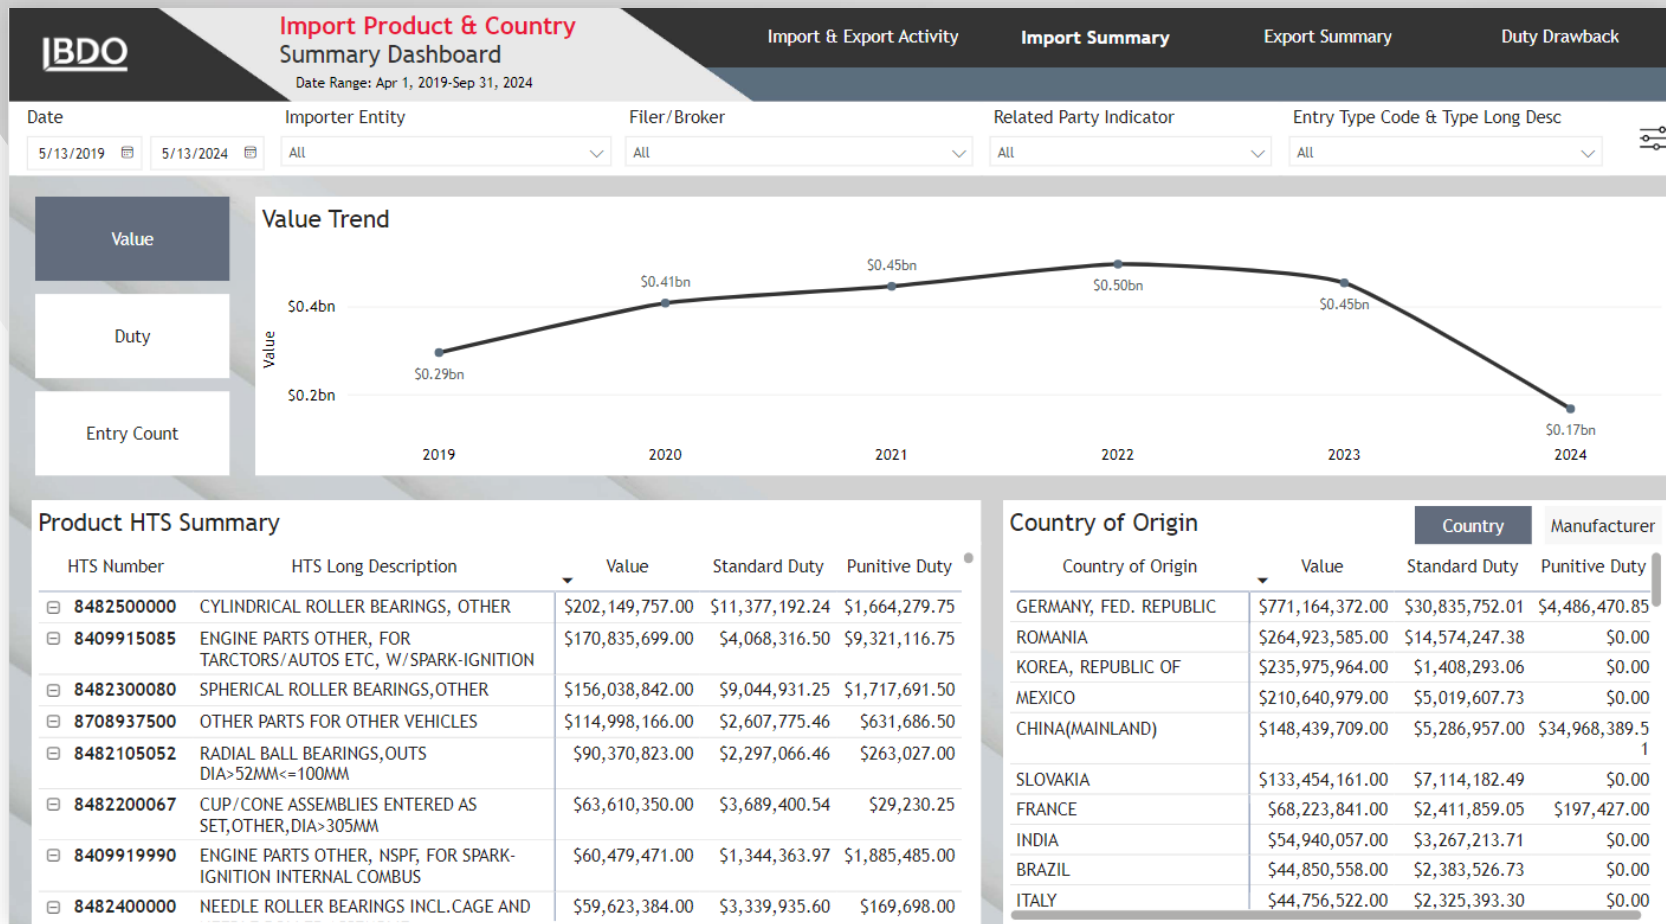 BDO
Import Product & Country
Summary Dashboard
Date Range: Apr 1, 2019-Sep 31, 2024
Import & Export Activity
Import Summary
Export Summary
Duty Drawback
Date
Importer Entity
Filer/Broker
Related Party Indicator
Entry Type Code & Type Long Desc
5/13/2019
5/13/2024
All
All
All
All
Value
Duty
Entry Count
Value Trend
Value
$0.4bn
$0.2bn
$0.29bn
$0.41bn
$0.45bn
$0.50bn
$0.45bn
$0.17bn
2019 2020 2021 2022 2023 2024
Product HTS Summary
HTS Number HTS Long Description Value Standard Duty Punitive Duty
8482500000 CYLINDRICAL ROLLER BEARINGS, OTHER $202,149,757.00 $11,377,192.24 $1,664,279.75
8409915085 ENGINE PARTS OTHER, FOR $170,835,699.00 $4,068,316.50 $9,321,116.75
TARCTORS/AUTOS ETC, W/SPARK-IGNITION
8482300080 SPHERICAL ROLLER BEARINGS,OTHER $156,038,842.00 $9,044,931.25 $1,717,691.50
8708937500 OTHER PARTS FOR OTHER VEHICLES $114,998,166.00 $2,607,775.46 $631,686.50
8482105052 RADIAL BALL BEARINGS,OUTS $90,370,823.00 $2,297,066.46 $263,027.00
DIA>52MM<=100MM
8482200067 CUP/CONE ASSEMBLIES ENTERED AS $63,610,350.00 $3,689,400.54 $29,230.25
SET,OTHER,DIA>305MM
8409919990 ENGINE PARTS OTHER, NSPF, FOR SPARK- $60,479,471.00 $1,344,363.97 $1,885,485.00
IGNITION INTERNAL COMBUS
8482400000 NEEDLE ROLLER BEARINGS INCL.CAGE AND $59,623,384.00 $3,339,935.60 $169,698.00
Country of Origin
Country
Manufacturer
Country of Origin Value Standard Duty Punitive Duty
GERMANY, FED. REPUBLIC $771,164,372.00 $30,835,752.01 $4,486,470.85
ROMANIA $264,923,585.00 $14,574,247.38 $0.00
KOREA, REPUBLIC OF $235,975,964.00 $1,408,293.06 $0.00
MEXICO $210,640,979.00 $5,019,607.73 $0.00
CHINA(MAINLAND) $148,439,709.00 $5,286,957.00 $34,968,389.5
1
SLOVAKIA $133,454,161.00 $7,114,182.49 $0.00
FRANCE $68,223,841.00 $2,411,859.05 $197,427.00
INDIA $54,940,057.00 $3,267,213.71 $0.00
BRAZIL $44,850,558.00 $2,383,526.73 $0.00
ITALY $44,756,522.00 $2,325,393.30 $0.00